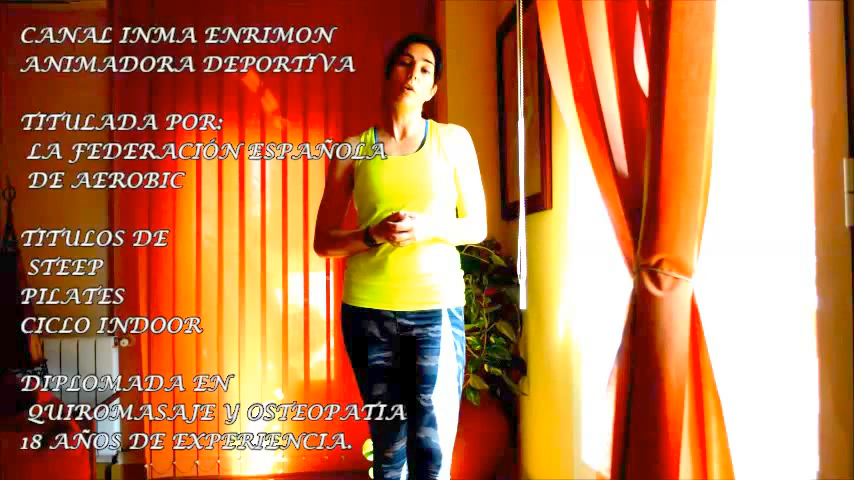 CANAL INMA ENRIMON
ANIMADORA DEPORTIVA
TITULADA POR:
LA FEDERACIÓN ESPAÑOLA
DE AEROBIC
TITULOS DE
STEEP
PILATES
CICLO INDOOR
DIPLOMADA EN
QUIROMASAJE Y OSTEOPATIA
18 AÑOS DE EXPERIENCIA.